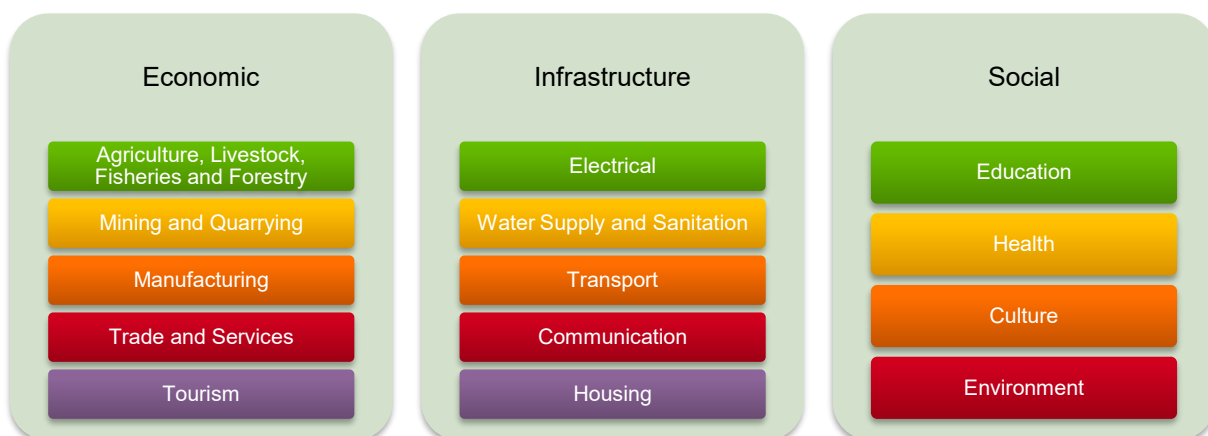 Economic
Agriculture, Livestock,
Fisheries and Forestry
Mining and Quarrying
Manufacturing
Trade and Services
Tourism
Infrastructure
Electrical
Water Supply and Sanitation
Transport
Communication
Housing
Social
Education
Health
Culture
Environment